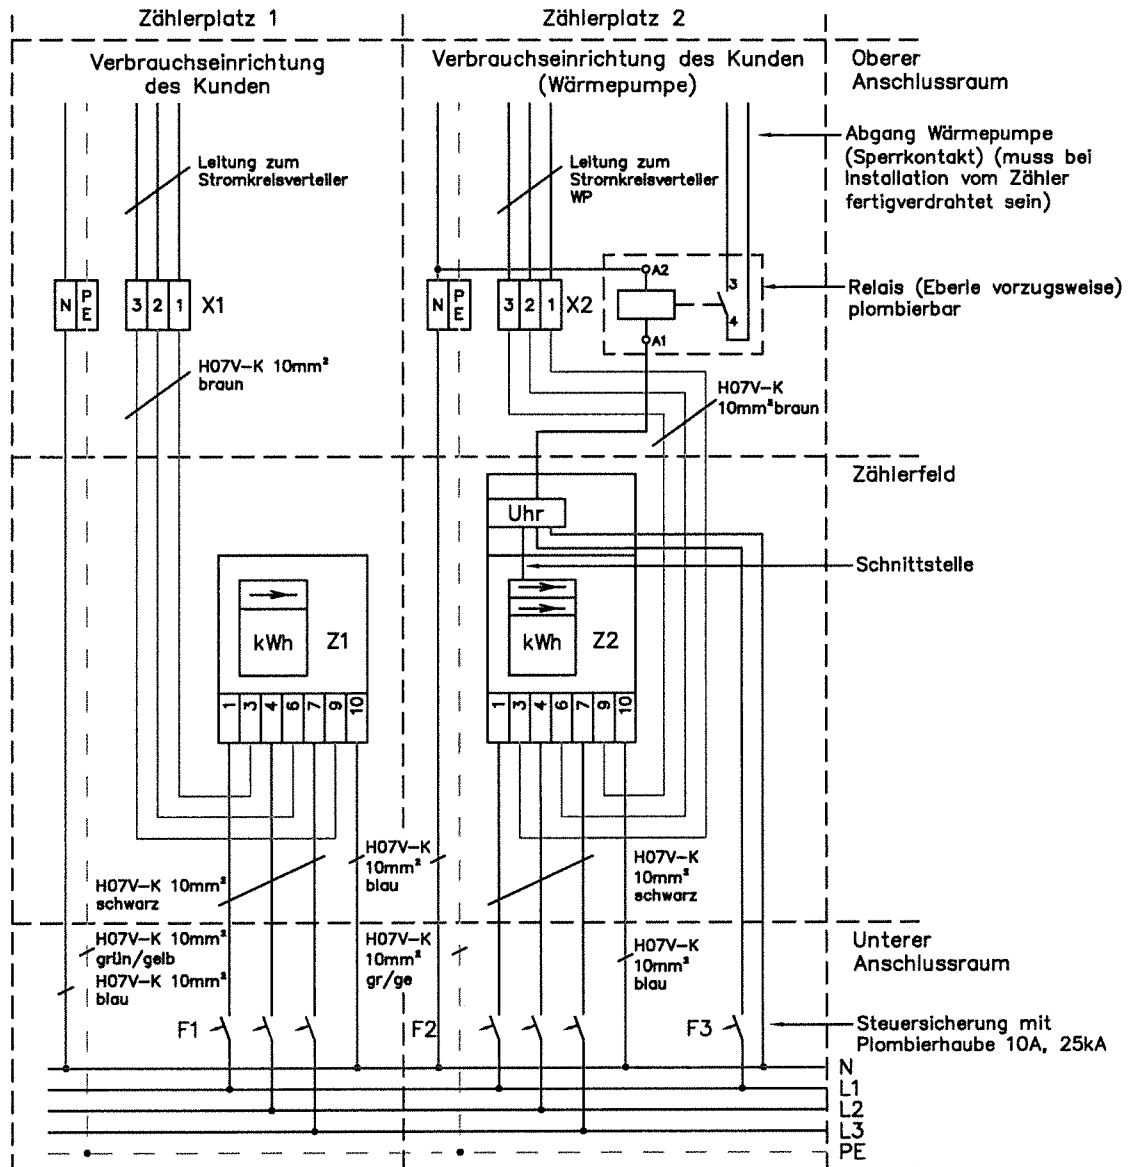 Zählerplatz 1
Zählerplatz 2
Verbrauchseinrichtung
des Kunden
Verbrauchseinrichtung des Kunden
(Wärmepumpe)
Oberer
Anschlussraum
Leitung zum
Stromkreisverteiler
Leitung zum
Stromkreisverteiler
WP
Abgang Wärmepumpe
(Sperrkontakt) (muss bei
Installation vom Zähler
fertigverdrahtet sein)
N PE 3 2 1 X1
N PE 3 2 1 X2
A2
A1
3
4
Relais (Eberle vorzugsweise)
plombierbar
H07V-K 10mm²
braun
H07V-K
10mm²braun
Zählerfeld
Uhr
Schnittstelle
kWh Z1
kWh Z2
1 3 4 6 7 9 10
1 3 4 6 7 9 10
H07V-K 10mm²
schwarz
H07V-K
10mm²
blau
H07V-K
10mm²
schwarz
H07V-K 10mm²
grün/gelb
H07V-K 10mm²
blau
H07V-K
10mm²
gr/ge
H07V-K
10mm²
blau
Unterer
Anschlussraum
F1
F2
F3
Steuersicherung mit
Plombierhaube 10A, 25kA
N
L1
L2
L3
PE